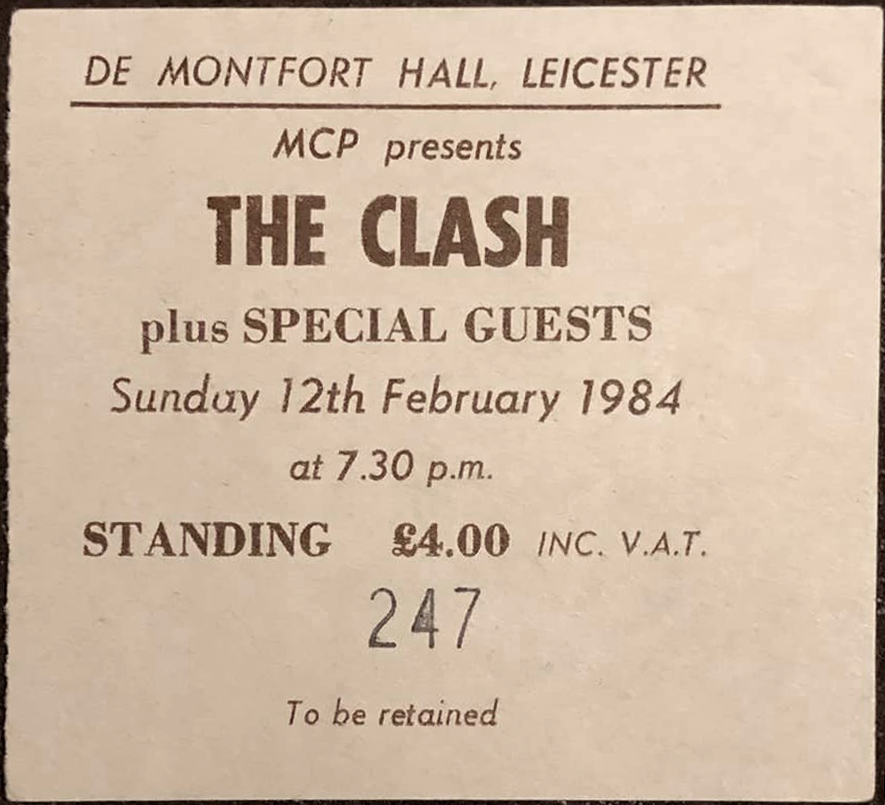 DE MONTFORT HALL, LEICESTER
MCP presents
THE CLASH
plus SPECIAL GUESTS
Sunday 12th February 1984
at 7.30 p.m.
STANDING £4.00 INC. V.A.T.
247
To be retained